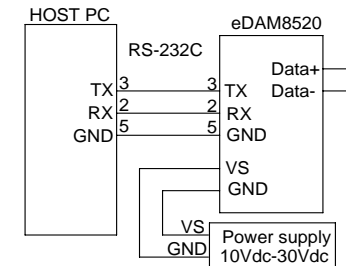 HOST PC
eDAM8520
RS-232C
Data+
TX 3 3 TX Data-
RX 2 2 RX
GND 5 5 GND
VS
GND
VS
GND
Power supply
10Vdc-30Vdc